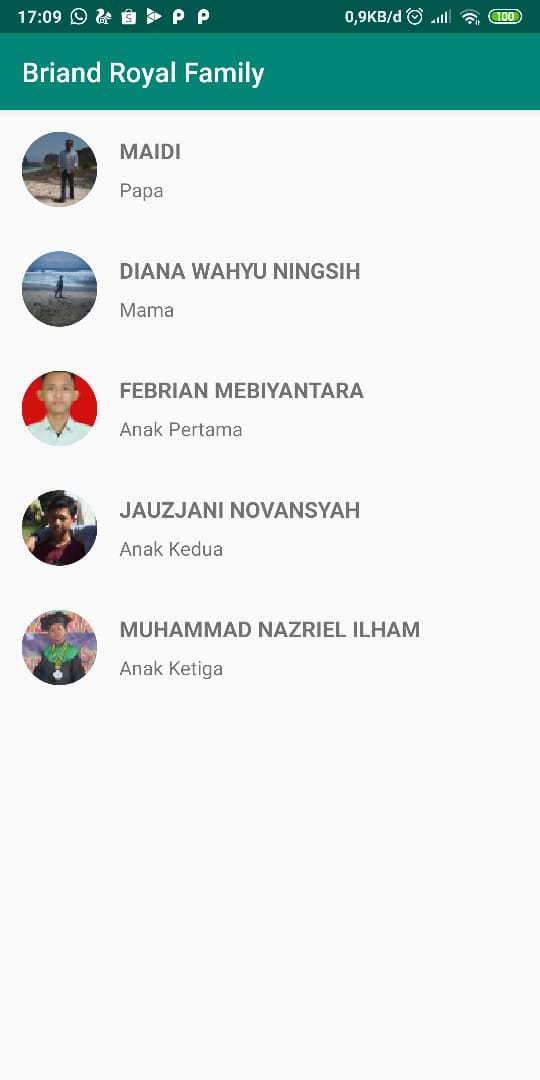 17:09
0,9KB/d
100
Briand Royal Family
MAIDI
Papa
DIANA WAHYU NINGSIH
Mama
FEBRIAN MEBIYANTARA
Anak Pertama
JAUZJANI NOVANSYAH
Anak Kedua
MUHAMMAD NAZRIEL ILHAM
Anak Ketiga